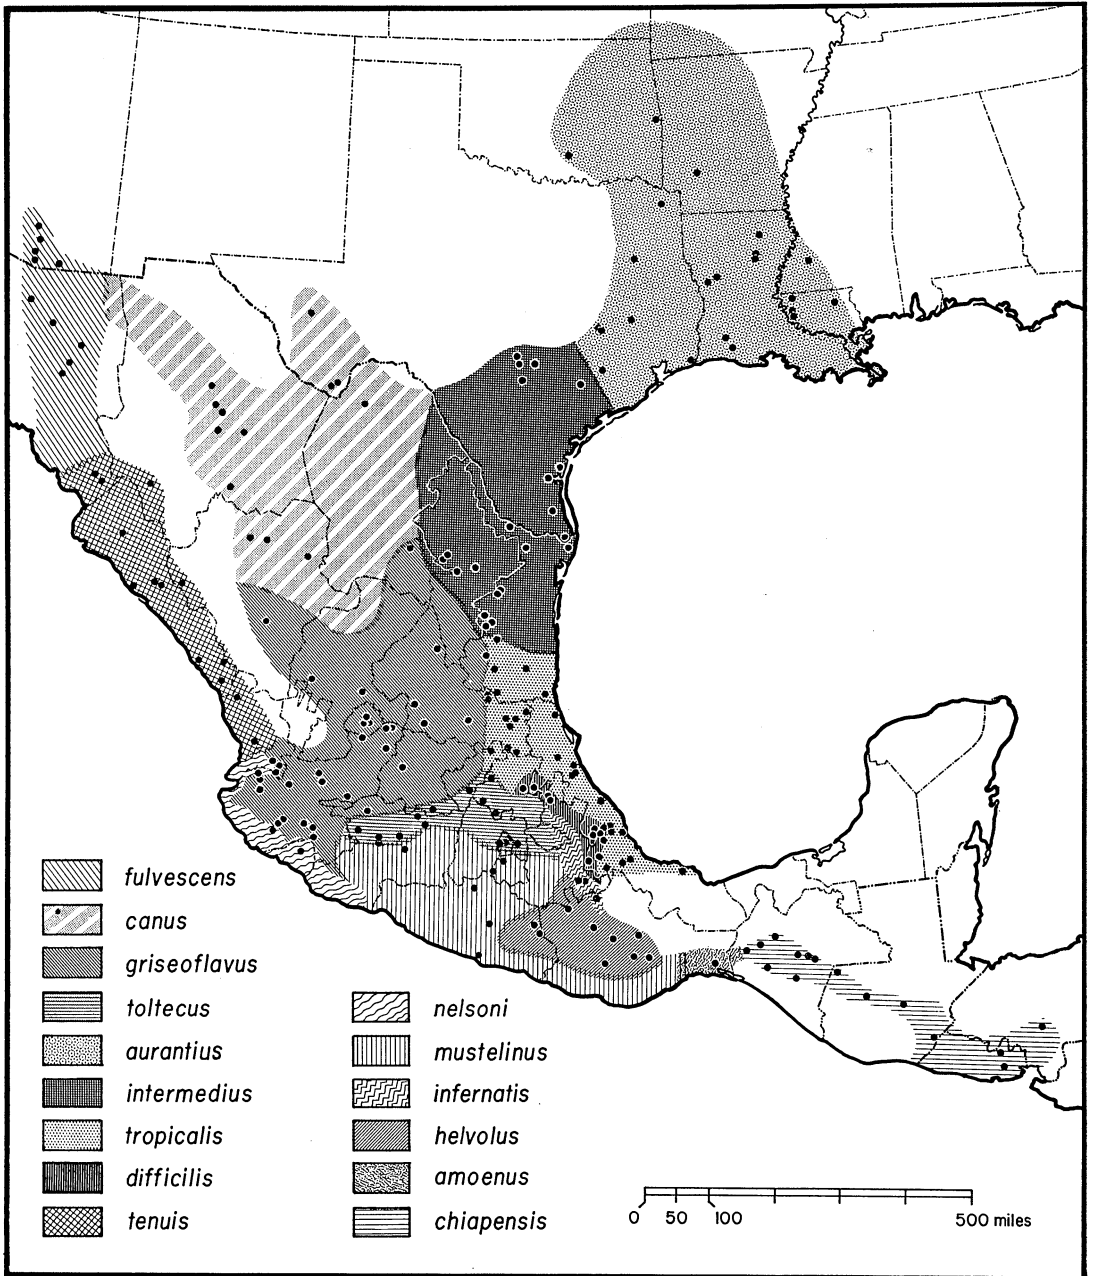 fulvescens
canus
griseoflavus
toltecus
aurantius
intermedius
tropicalis
difficilis
tenuis
nelsoni
mustelinus
infernatis
helvolus
amoenus
chiapensis
0 50 100 500 miles